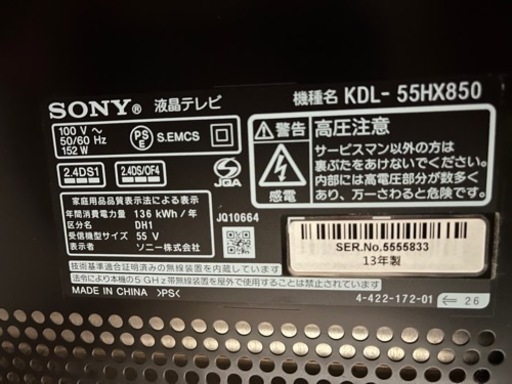 SONY® 液晶テレビ
機種名 KDL- 55HX850
100 V ～
50/60 Hz
152 W
PS
E
S.EMCS
2.4DS1
2.4DS/OF4
JQA
家庭用品品質表示法に基づく表示
年間消費電力量 136 kWh/年
区分名 DH1
受信機型サイズ 55 V
表示者 ソニー株式会社
JQ10664
警告
感電
高圧注意
サービスマン以外の方は
裏ぶたをあけないでください。
内部には高電圧部分が数多く
あり、万一さわると危険です。
SER.No.5555833
13年製
技術基準適合証明済みの無線装置を内蔵しています
法令により本機の5GHz帯無線装置を屋外で使用することは禁止されています
MADE IN CHINA >PS<
4-422-172-01 26